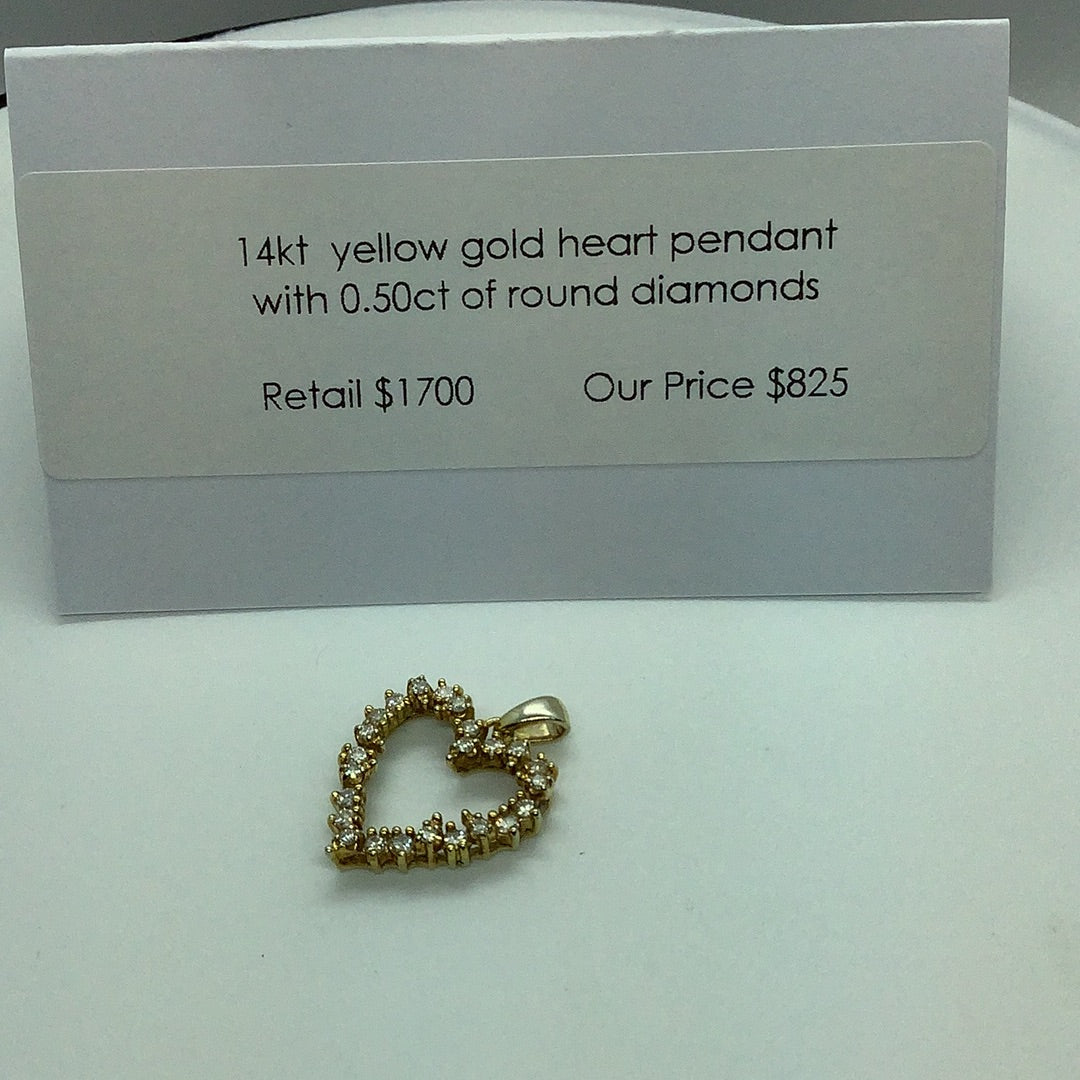 14kt yellow gold heart pendant
with 0.50ct of round diamonds
Retail $1700 Our Price $825